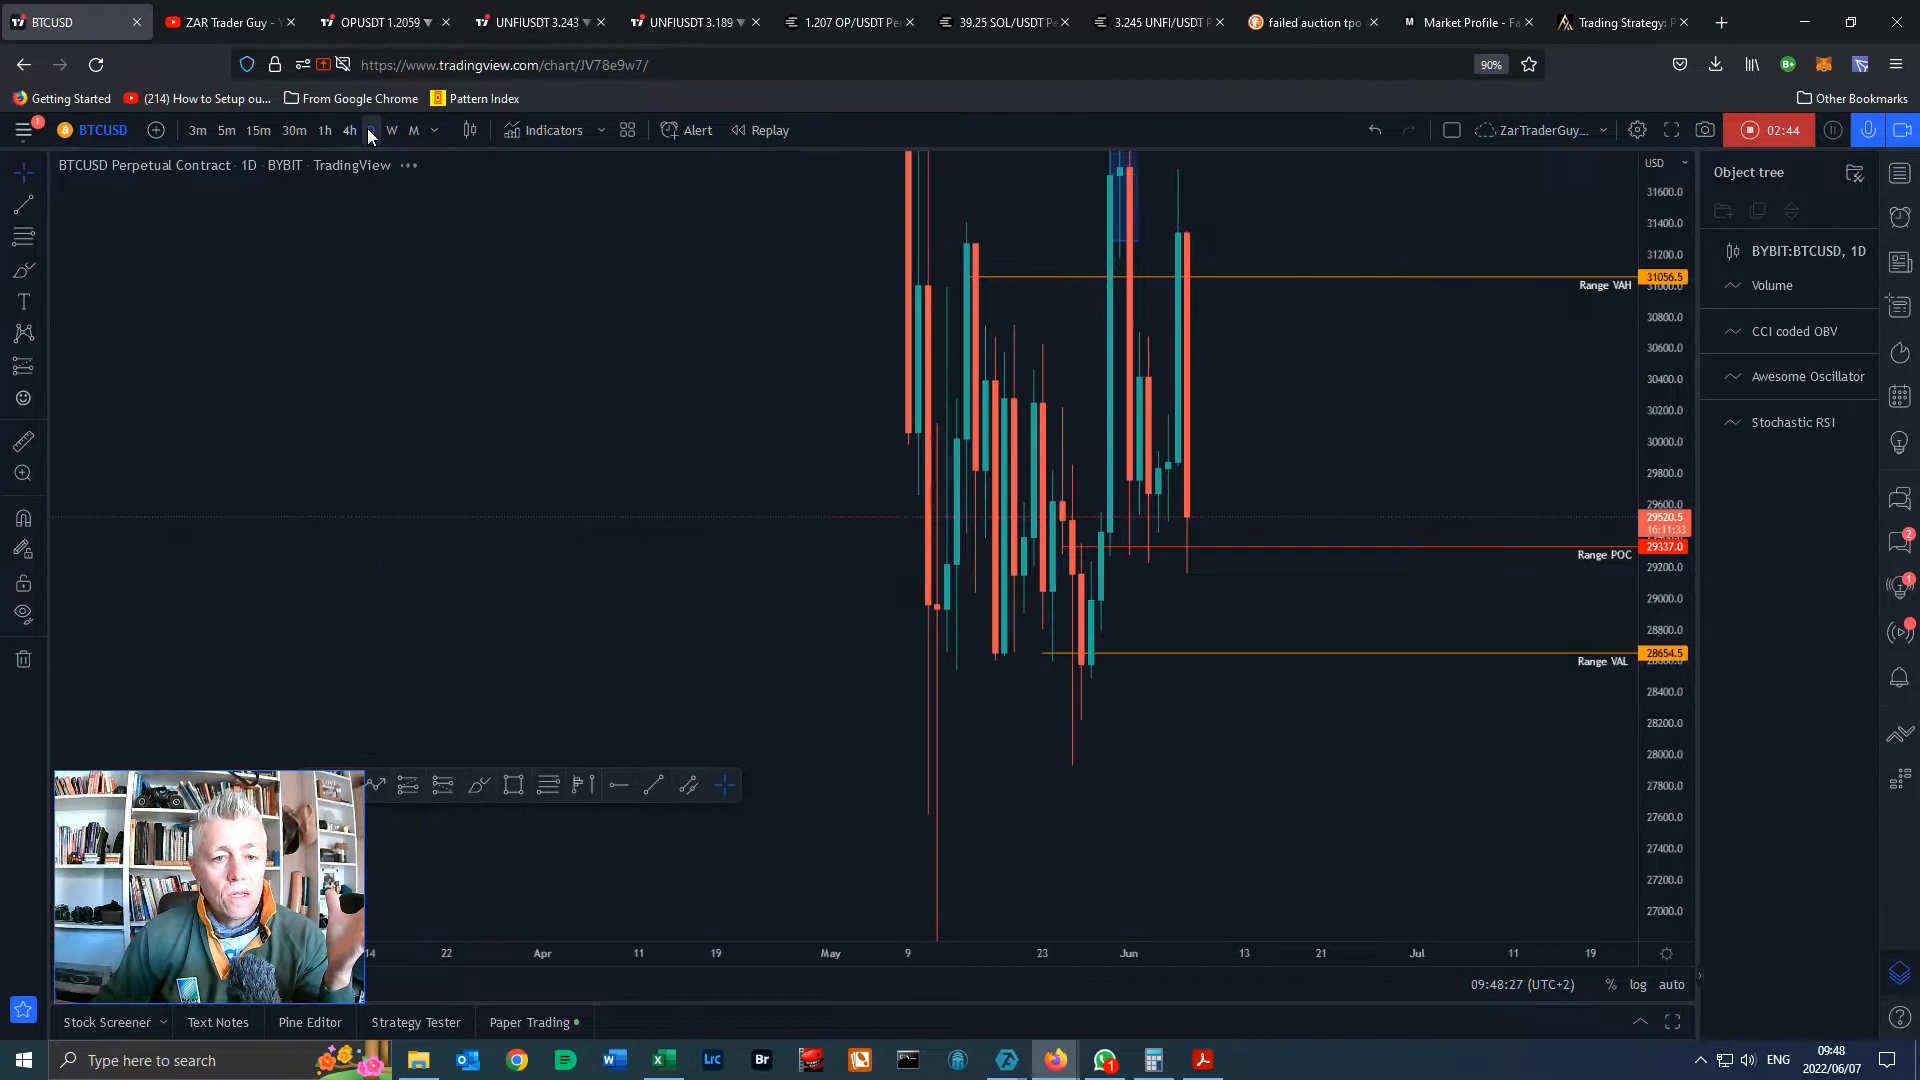 BTCUSD
ZAR Trader Guy - Y
OPUSDT 1.2059 ▼
UNFIUSDT 3.243 ▼
UNFIUSDT 3.189 ▼
1.207 OP/USDT Pe
39.25 SOL/USDT Pe
3.245 UNFI/USDT P
failed auction tpo
Market Profile - Fa
Trading Strategy: P
https://www.tradingview.com/chart/JV78e9w7/
90%
Getting Started
(214) How to Setup ou...
From Google Chrome
Pattern Index
Other Bookmarks
1
BTCUSD
3m 5m 15m 30m 1h 4h D W M
Indicators
Alert
Replay
ZarTraderGuy...
02:44
BTCUSD Perpetual Contract · 1D · BYBIT · TradingView
USD
31600.0
31400.0
31200.0
31056.5
31000.0
Range VAH
30800.0
30600.0
30400.0
30200.0
30000.0
29800.0
29600.0
29520.5
16:11:33
29337.0
Range POC
29200.0
29000.0
28800.0
28654.5
Range VAL
28400.0
28200.0
28000.0
27800.0
27600.0
27400.0
27200.0
27000.0
Object tree
BYBIT:BTCUSD, 1D
Volume
CCI coded OBV
Awesome Oscillator
Stochastic RSI
2
1
14 22 Apr 11 19 May 9 23 Jun 13 21 Jul 11 19
09:48:27 (UTC+2)
% log auto
Stock Screener
Text Notes
Pine Editor
Strategy Tester
Paper Trading
Type here to search
Lrc
Br
1
ENG
09:48
2022/06/07